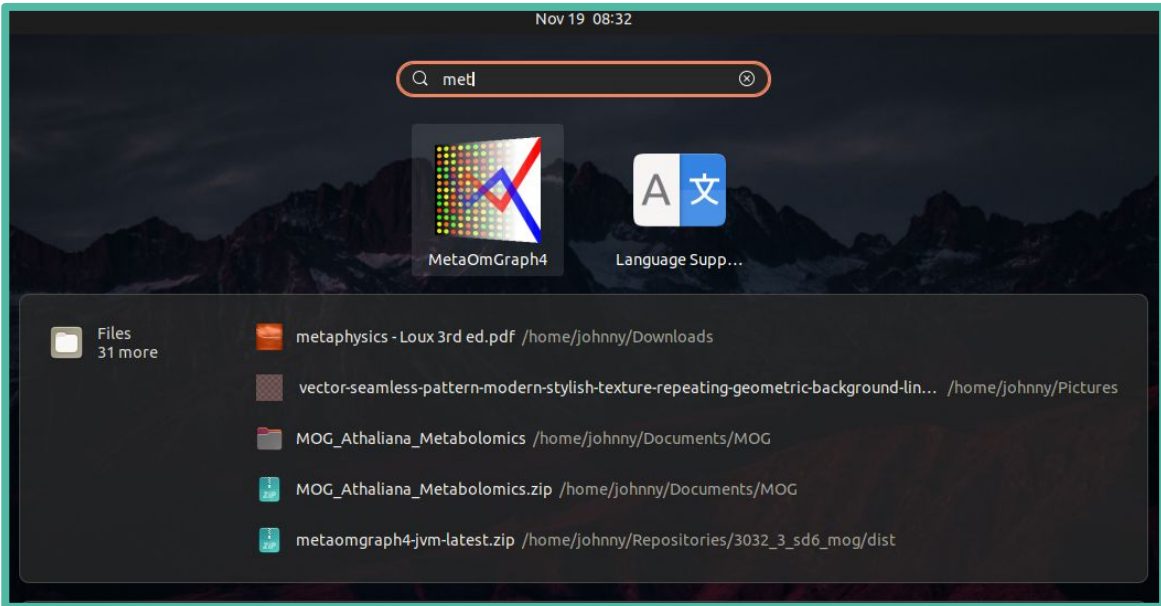 Nov 19 08:32
met
A 文
MetaOmGraph4
Language Supp...
Files
31 more
metaphysics - Loux 3rd ed.pdf /home/johnny/Downloads
vector-seamless-pattern-modern-stylish-texture-repeating-geometric-background-lin... /home/johnny/Pictures
MOG_Athaliana_Metabolomics /home/johnny/Documents/MOG
ZIP
MOG_Athaliana_Metabolomics.zip /home/johnny/Documents/MOG
ZIP
metaomgraph4-jvm-latest.zip /home/johnny/Repositories/3032_3_sd6_mog/dist